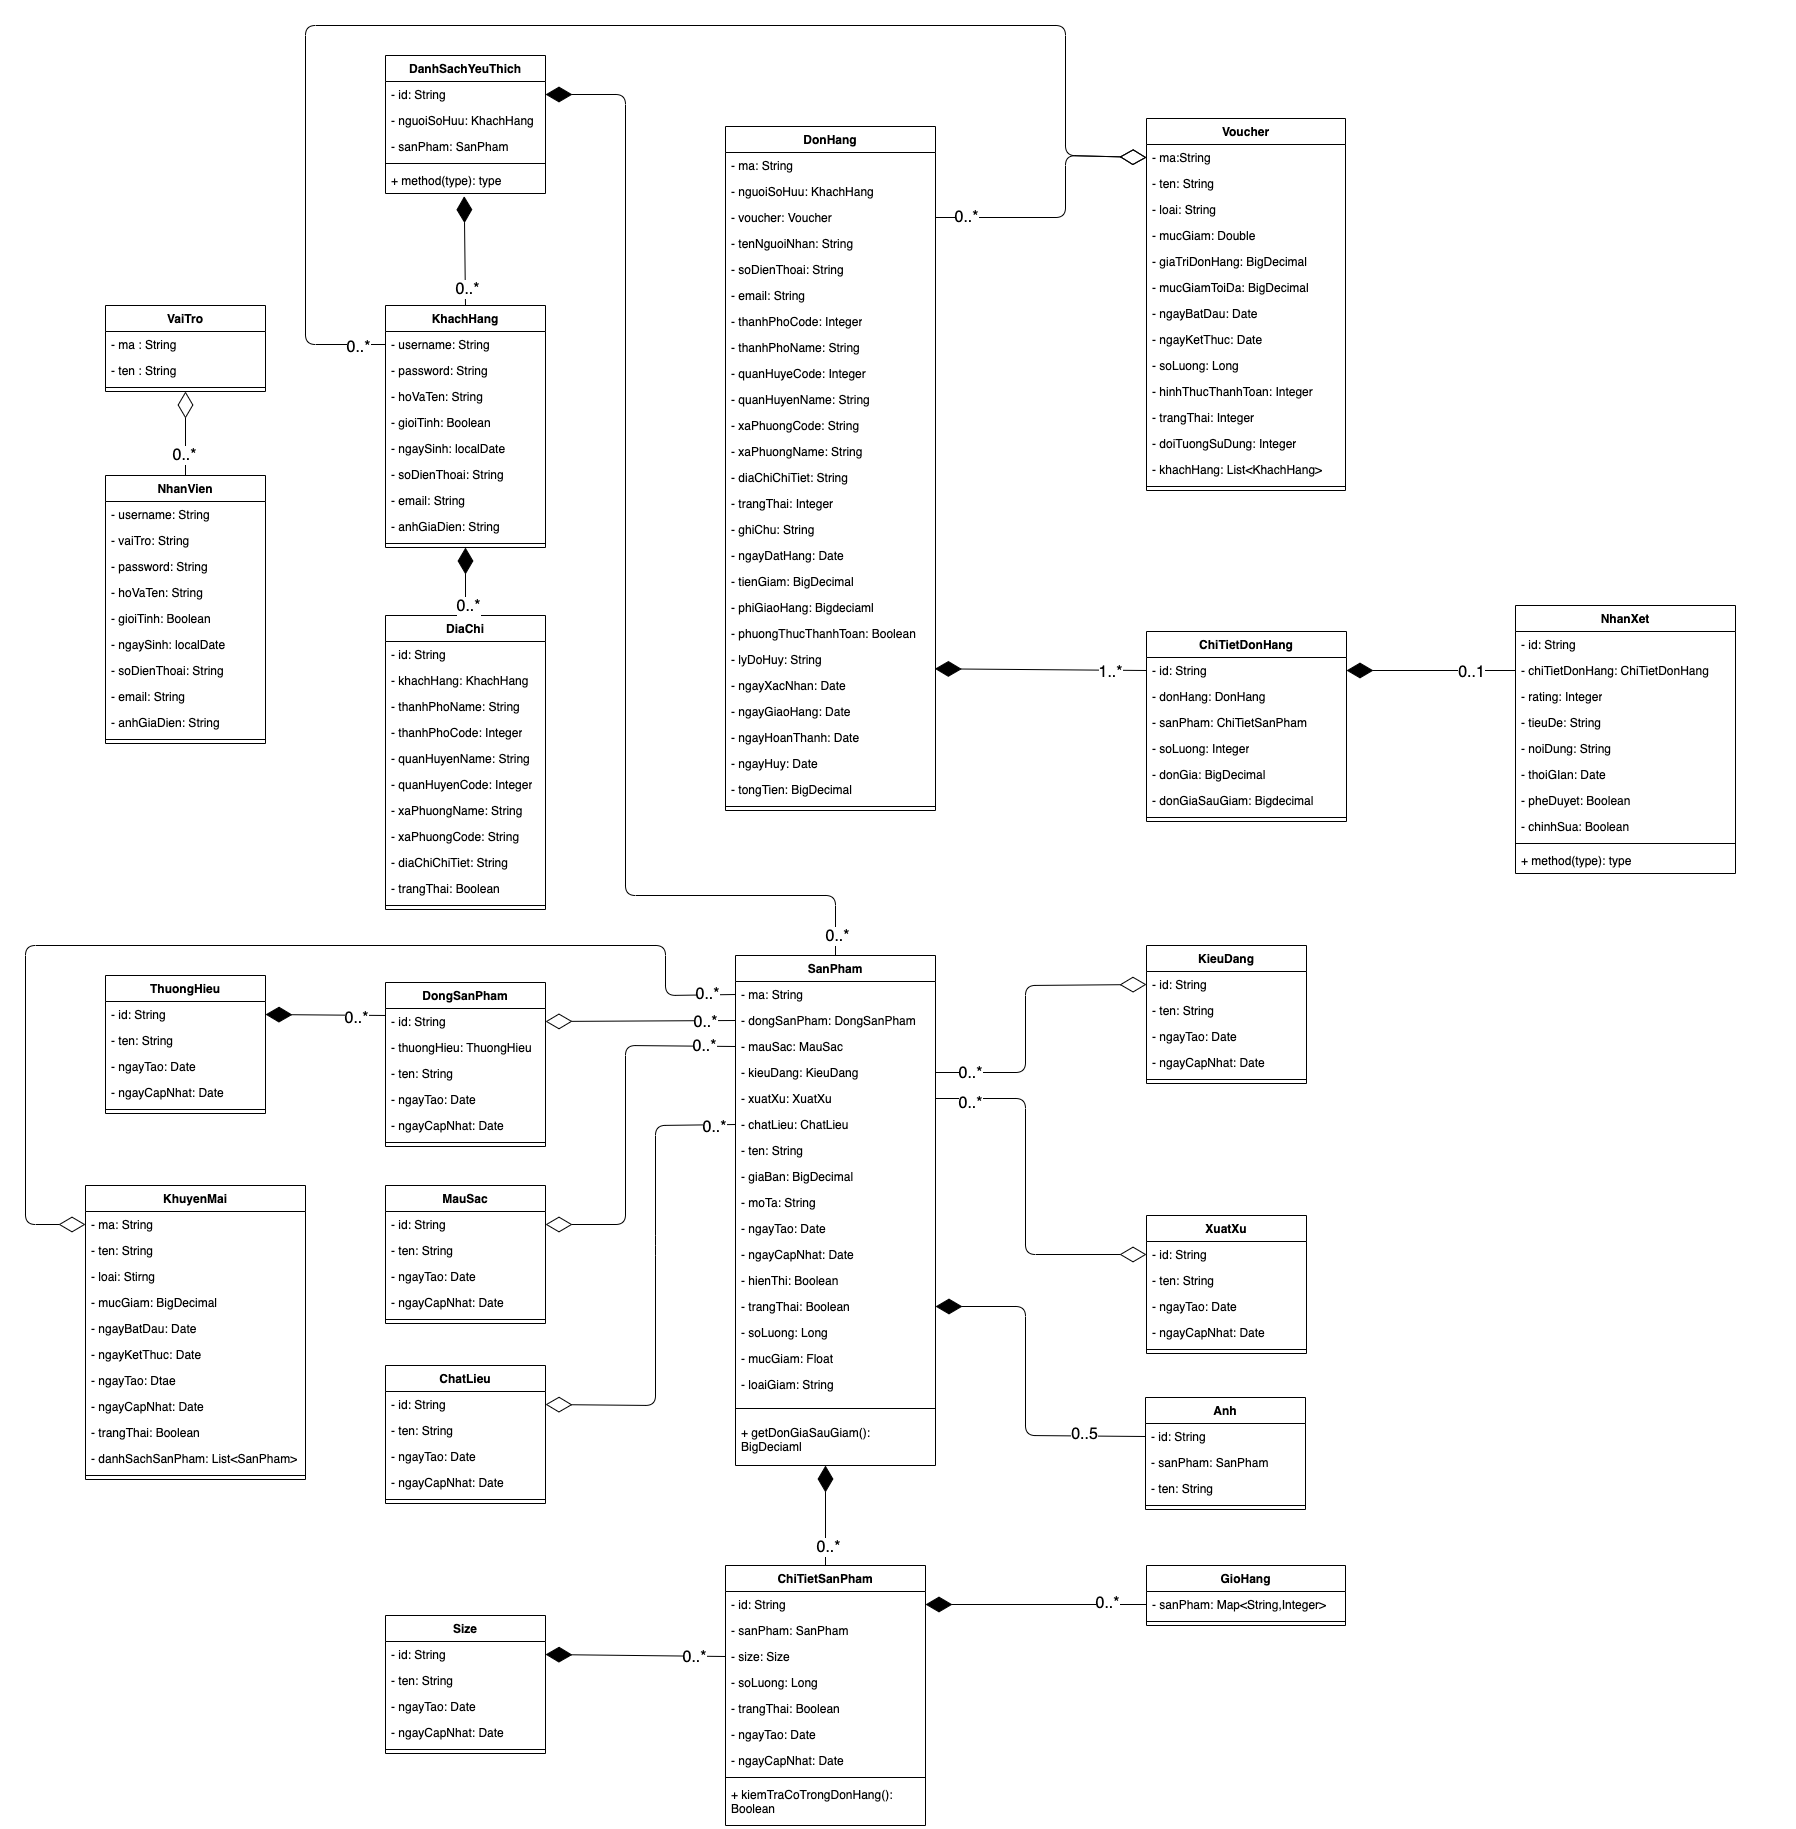 DanhSachYeuThich
- id: String
- nguoiSoHuu: KhachHang
- sanPham: SanPham
+ method(type): type
0..*
DonHang
- ma: String
- nguoiSoHuu: KhachHang
- voucher: Voucher
- tenNguoiNhan: String
- soDienThoai: String
- email: String
- thanhPhoCode: Integer
- thanhPhoName: String
- quanHuyeCode: Integer
- quanHuyenName: String
- xaPhuongCode: String
- xaPhuongName: String
- diaChiChiTiet: String
- trangThai: Integer
- ghiChu: String
- ngayDatHang: Date
- tienGiam: BigDecimal
- phiGiaoHang: Bigdeciaml
- phuongThucThanhToan: Boolean
- lyDoHuy: String
- ngayXacNhan: Date
- ngayGiaoHang: Date
- ngayHoanThanh: Date
- ngayHuy: Date
- tongTien: BigDecimal
0..*
1..*
Voucher
- ma:String
- ten: String
- loai: String
- mucGiam: Double
- giaTriDonHang: BigDecimal
- mucGiamToiDa: BigDecimal
- ngayBatDau: Date
- ngayKetThuc: Date
- soLuong: Long
- hinhThucThanhToan: Integer
- trangThai: Integer
- doiTuongSuDung: Integer
- khachHang: List<KhachHang>
VaiTro
- ma : String
- ten : String
0..*
NhanVien
- username: String
- vaiTro: String
- password: String
- hoVaTen: String
- gioiTinh: Boolean
- ngaySinh: localDate
- soDienThoai: String
- email: String
- anhGiaDien: String
0..*
KhachHang
- username: String
- password: String
- hoVaTen: String
- gioiTinh: Boolean
- ngaySinh: localDate
- soDienThoai: String
- email: String
- anhGiaDien: String
0..*
DiaChi
- id: String
- khachHang: KhachHang
- thanhPhoName: String
- thanhPhoCode: Integer
- quanHuyenName: String
- quanHuyenCode: Integer
- xaPhuongName: String
- xaPhuongCode: String
- diaChiChiTiet: String
- trangThai: Boolean
ChiTietDonHang
- id: String
- donHang: DonHang
- sanPham: ChiTietSanPham
- soLuong: Integer
- donGia: BigDecimal
- donGiaSauGiam: Bigdecimal
0..1
NhanXet
- id: String
- chiTietDonHang: ChiTietDonHang
- rating: Integer
- tieuDe: String
- noiDung: String
- thoiGIan: Date
- pheDuyet: Boolean
- chinhSua: Boolean
+ method(type): type
0..*
ThuongHieu
- id: String
- ten: String
- ngayTao: Date
- ngayCapNhat: Date
0..*
DongSanPham
- id: String
- thuongHieu: ThuongHieu
- ten: String
- ngayTao: Date
- ngayCapNhat: Date
0..*
0..*
0..*
0..*
SanPham
- ma: String
- dongSanPham: DongSanPham
- mauSac: MauSac
- kieuDang: KieuDang
- xuatXu: XuatXu
- chatLieu: ChatLieu
- ten: String
- giaBan: BigDecimal
- moTa: String
- ngayTao: Date
- ngayCapNhat: Date
- hienThi: Boolean
- trangThai: Boolean
- soLuong: Long
- mucGiam: Float
- loaiGiam: String
+ getDonGiaSauGiam():
BigDeciaml
0..*
0..*
KieuDang
- id: String
- ten: String
- ngayTao: Date
- ngayCapNhat: Date
KhuyenMai
- ma: String
- ten: String
- loai: Stirng
- mucGiam: BigDecimal
- ngayBatDau: Date
- ngayKetThuc: Date
- ngayTao: Dtae
- ngayCapNhat: Date
- trangThai: Boolean
- danhSachSanPham: List<SanPham>
MauSac
- id: String
- ten: String
- ngayTao: Date
- ngayCapNhat: Date
XuatXu
- id: String
- ten: String
- ngayTao: Date
- ngayCapNhat: Date
ChatLieu
- id: String
- ten: String
- ngayTao: Date
- ngayCapNhat: Date
0..5
Anh
- id: String
- sanPham: SanPham
- ten: String
0..*
Size
- id: String
- ten: String
- ngayTao: Date
- ngayCapNhat: Date
0..*
ChiTietSanPham
- id: String
- sanPham: SanPham
- size: Size
- soLuong: Long
- trangThai: Boolean
- ngayTao: Date
- ngayCapNhat: Date
+ kiemTraCoTrongDonHang():
Boolean
0..*
GioHang
- sanPham: Map<String,Integer>